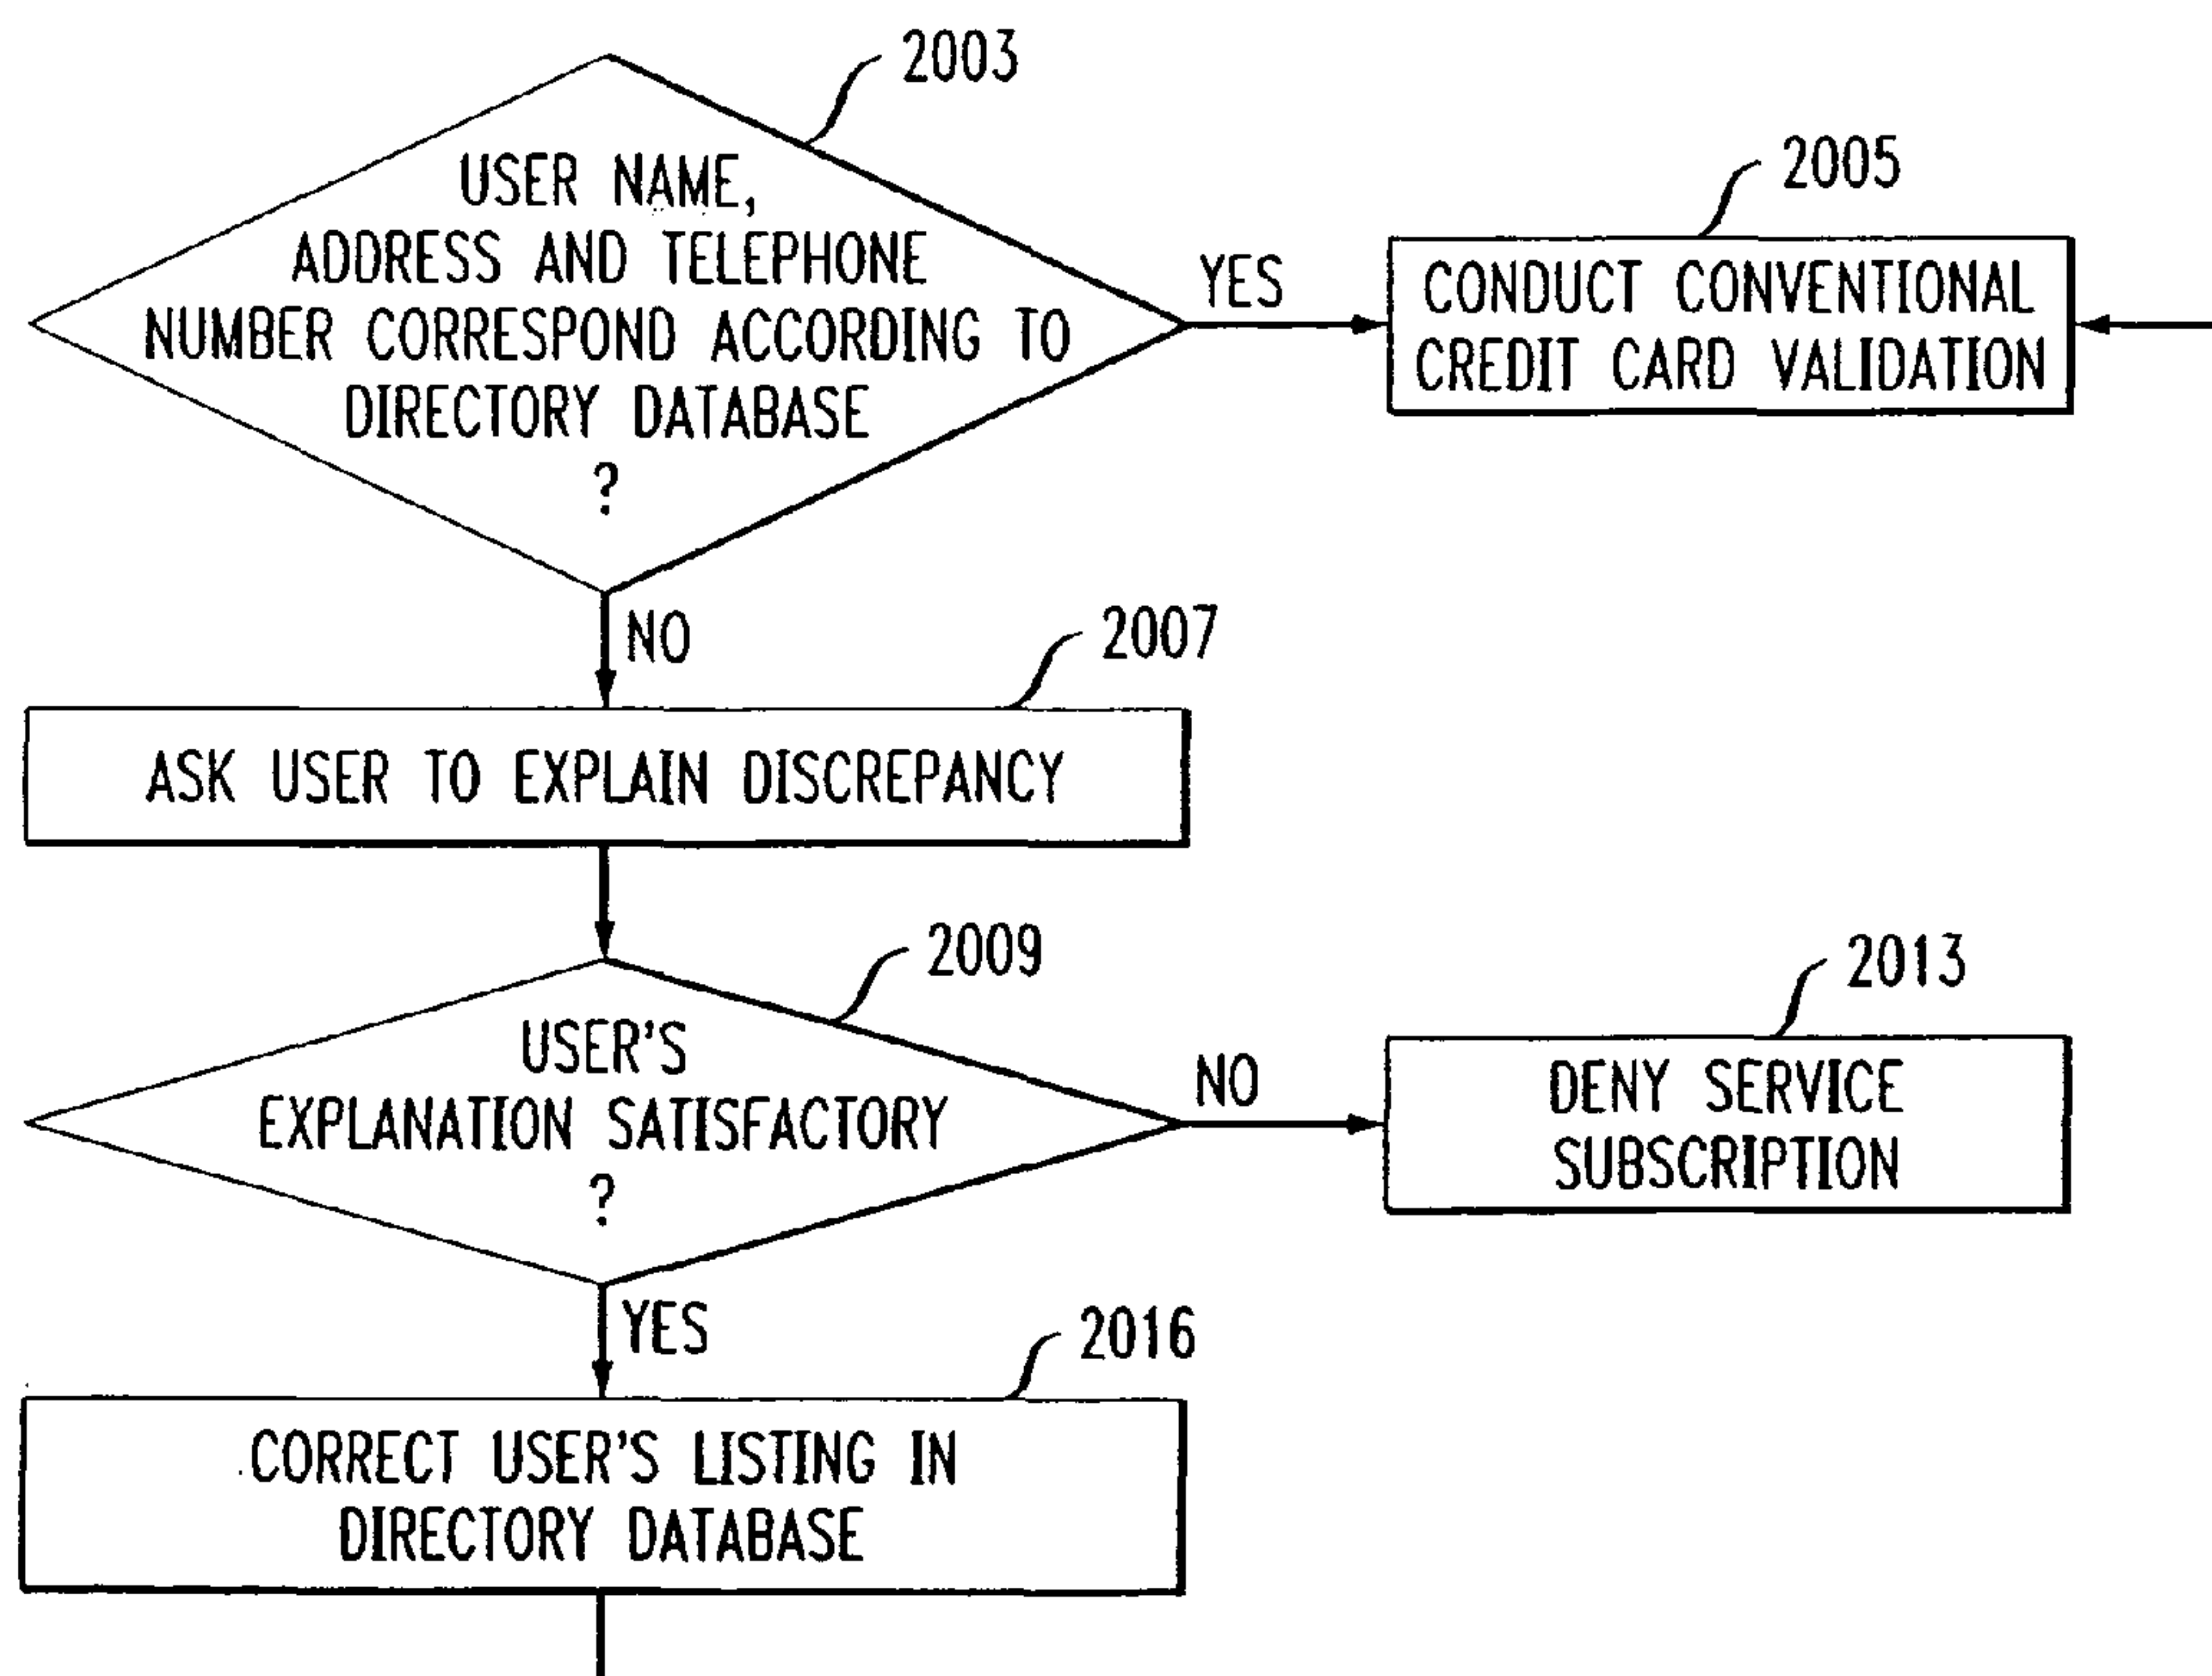 2003
USER NAME,
ADDRESS AND TELEPHONE
NUMBER CORRESPOND ACCORDING TO
DIRECTORY DATABASE
?
YES
2005
CONDUCT CONVENTIONAL
CREDIT CARD VALIDATION
NO
2007
ASK USER TO EXPLAIN DISCREPANCY
2009
USER'S
EXPLANATION SATISFACTORY
?
NO
2013
DENY SERVICE
SUBSCRIPTION
YES
2016
CORRECT USER'S LISTING IN
DIRECTORY DATABASE